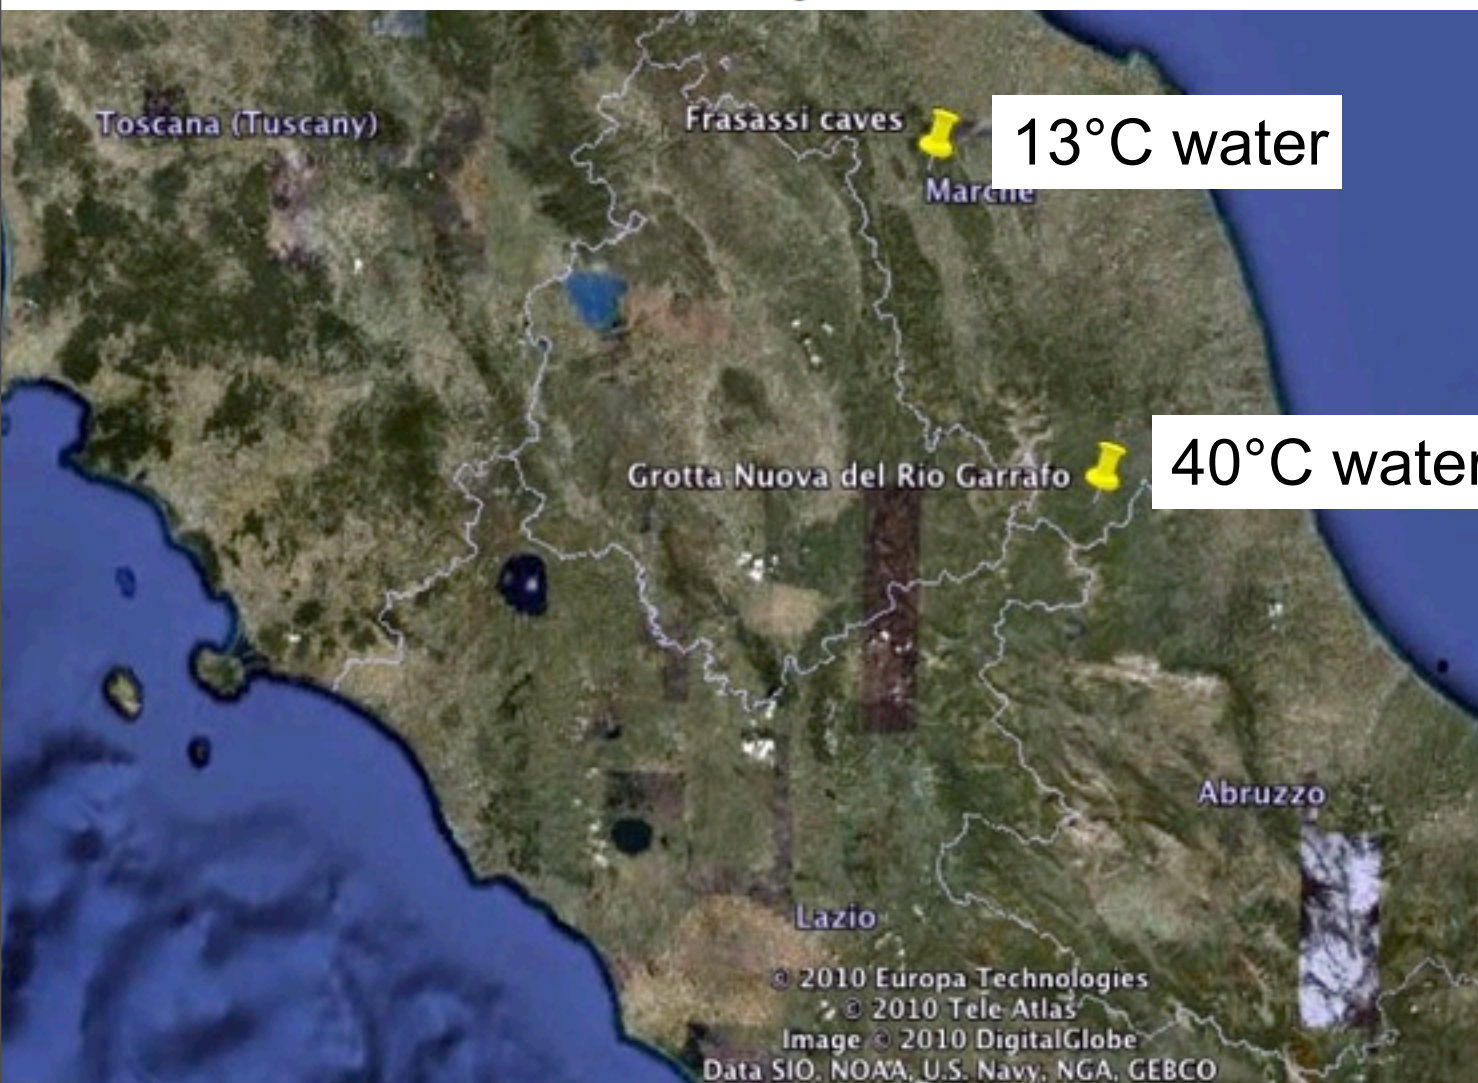 Toscana (Tuscany)
Frasassi caves
13°C water
Marche
Grotta Nuova del Rio Garrafo
40°C water
Abruzzo
Lazio
© 2010 Europa Technologies
© 2010 Tele Atlas
Image © 2010 DigitalGlobe
Data SIO, NOAA, U.S. Navy, NGA, GEBCO